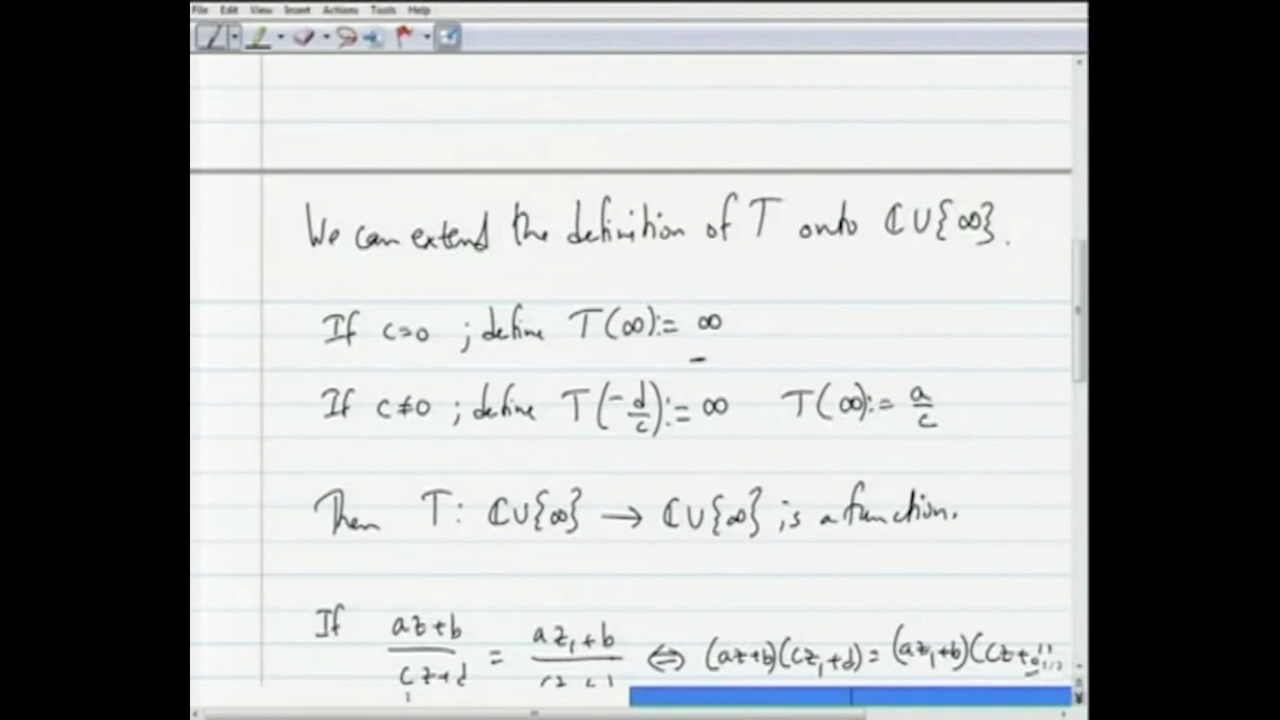 File Edit View Insert Actions Tools Help
We can extend the definition of T onto ℂ∪{∞}.
If c=0 ; define T(∞):= ∞
If c≠0 ; define T(-d/c):= ∞ T(∞):= a/c
Then T: ℂ∪{∞} → ℂ∪{∞} is a function.
If (az+b)/(cz+d) = (az₁+b)/ ⇔ (az+b)(cz₁+d) = (az₁+b)(cz+